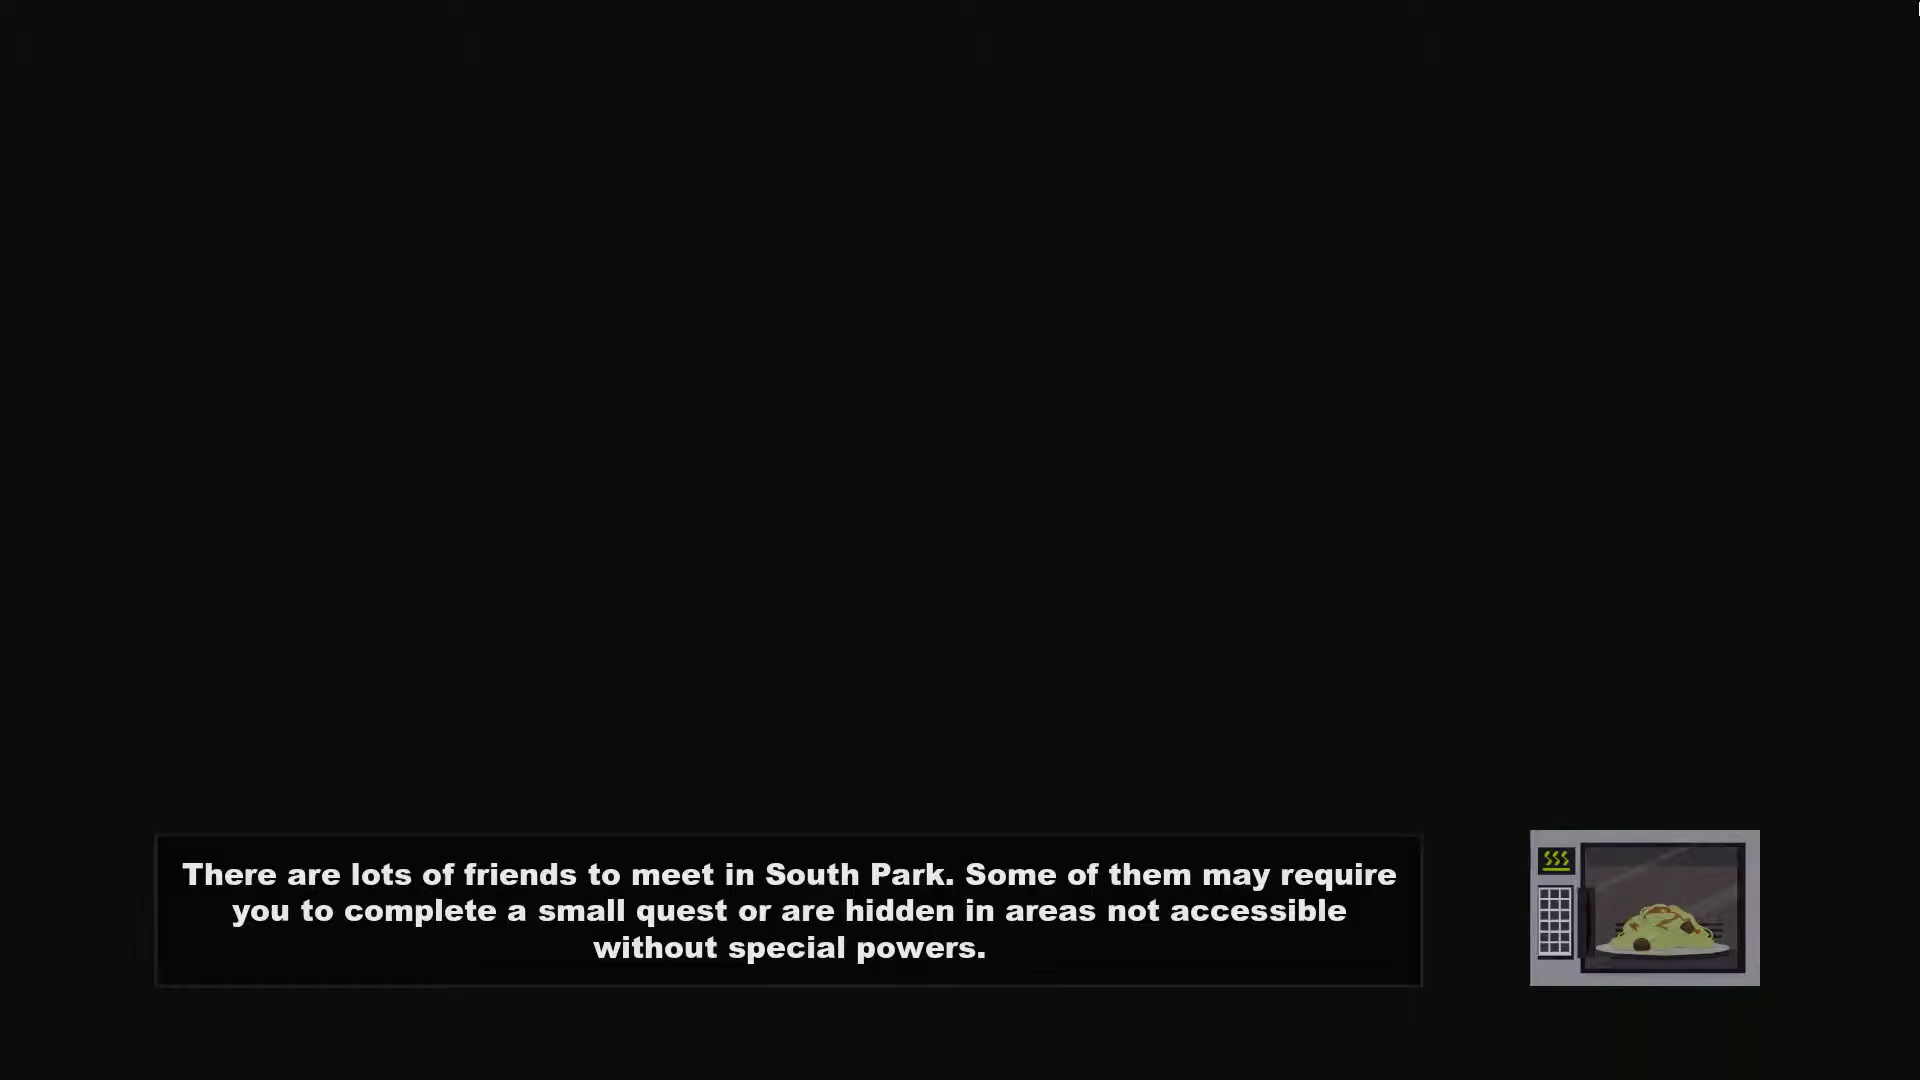 There are lots of friends to meet in South Park. Some of them may require
you to complete a small quest or are hidden in areas not accessible
without special powers.